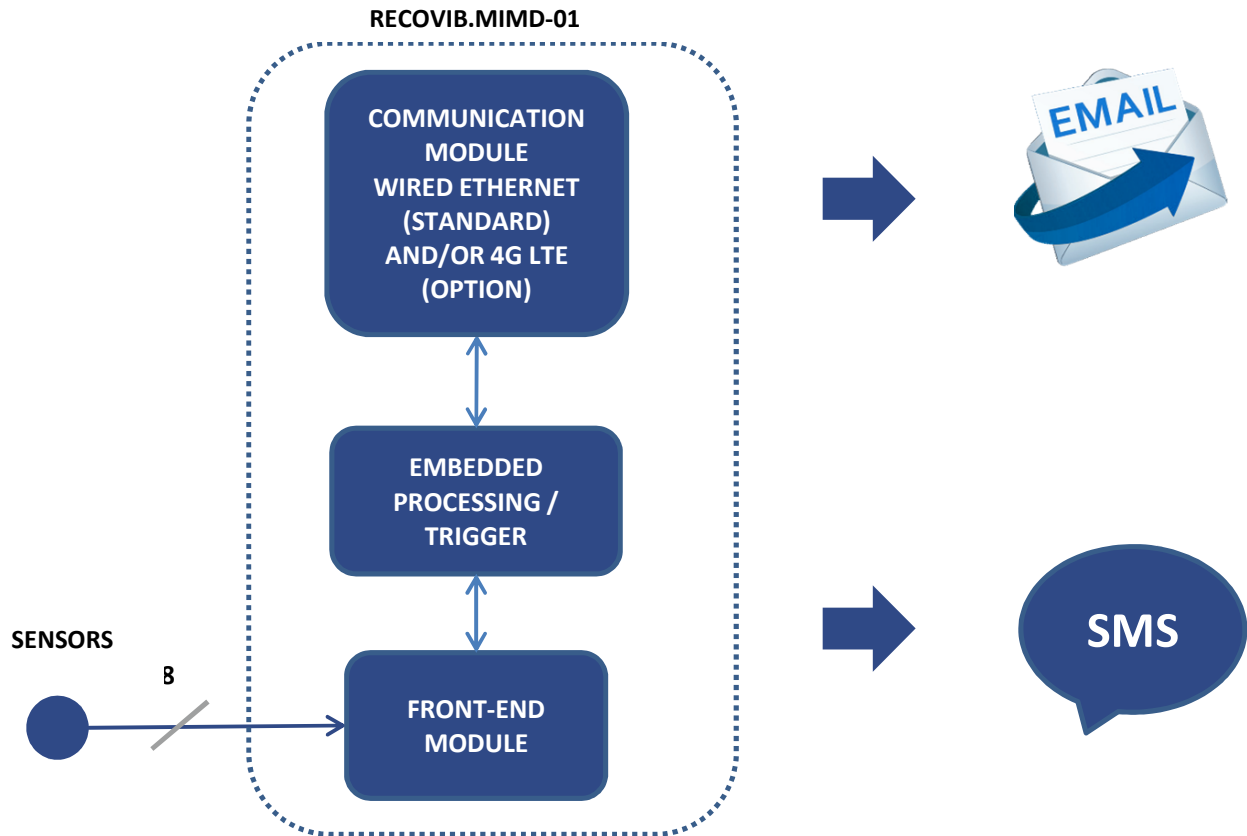 RECOVIB.MIMD-01
COMMUNICATION
MODULE
WIRED ETHERNET
(STANDARD)
AND/OR 4G LTE
(OPTION)
EMAIL
EMBEDDED
PROCESSING /
TRIGGER
SENSORS
8
FRONT-END
MODULE
SMS